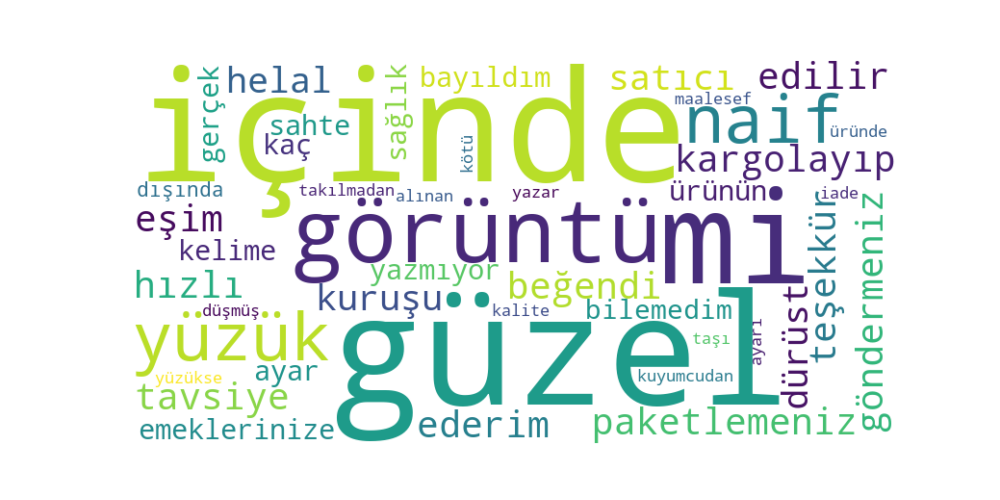 içinde
gerçek
helal
sağlık
bayıldım
satıcı
edilir
maalesef
naif
üründe
sahte
kaç
kötü
kargolayıp
dışında
takılmadan
alınan
yazar
ürünün
iade
eşim
görüntü
mi
kelime
yazmıyor
teşekkür
göndermeniz
hızlı
kuruşu
beğendi
düşmüş
kalite
bilemedim
dürüst
yüzük
güzel
taşı
ayarı
yüzükse
ayar
kuyumcudan
tavsiye
emeklerinize
ederim
paketlemeniz